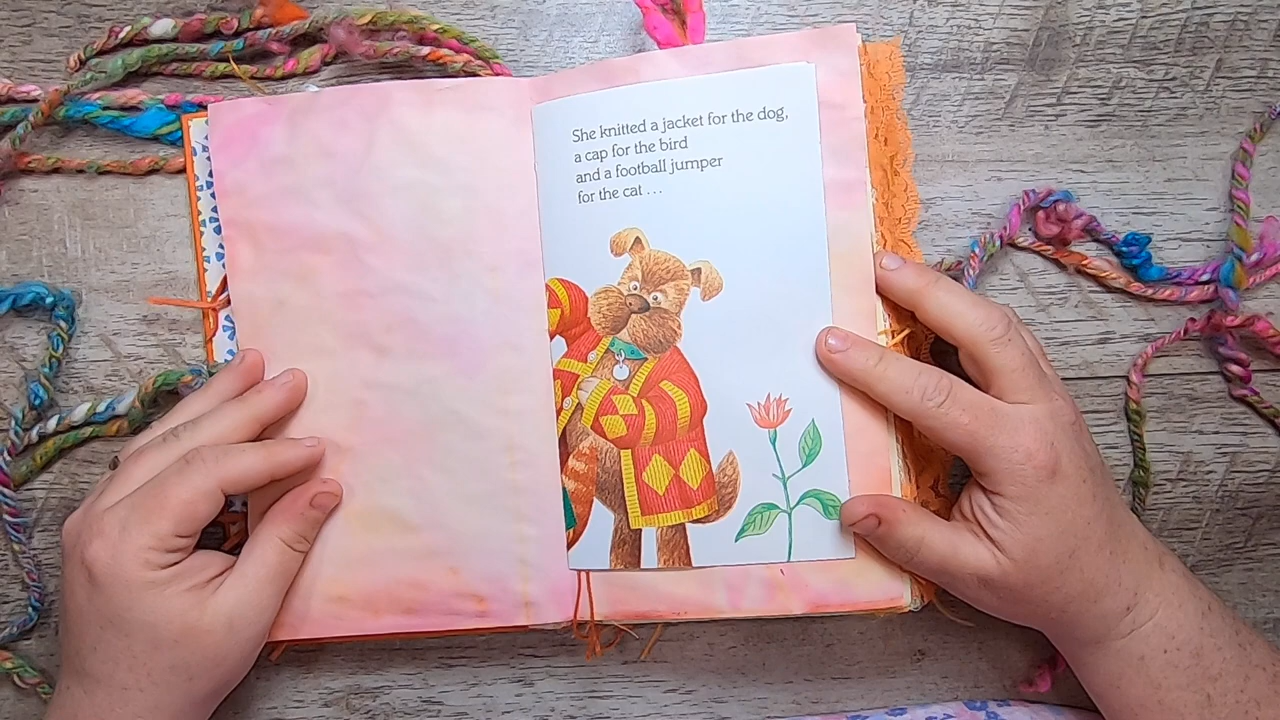 She knitted a jacket for the dog,
a cap for the bird
and a football jumper
for the cat ...